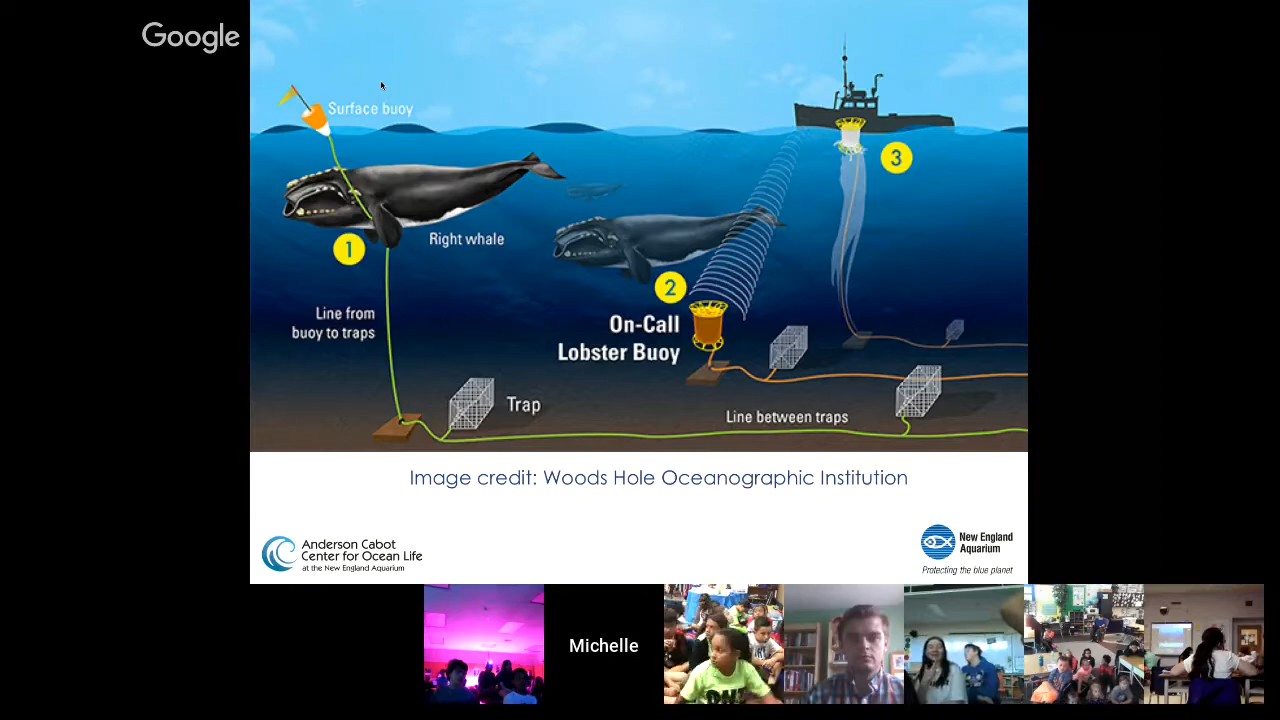 Google
Surface buoy
3
1
Right whale
2
Line from
buoy to traps
On-Call
Lobster Buoy
Trap
Line between traps
Image credit: Woods Hole Oceanographic Institution
Anderson Cabot
Center for Ocean Life
at the New England Aquarium
New England
Aquarium
Protecting the blue planet
Michelle